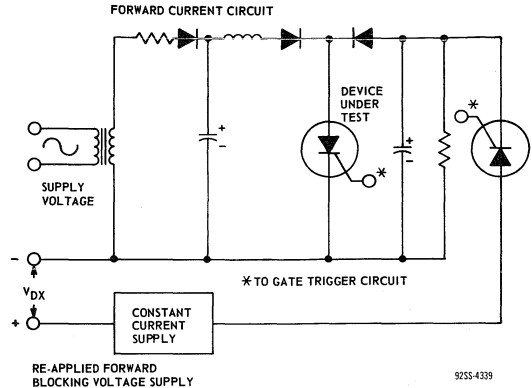 FORWARD CURRENT CIRCUIT
DEVICE
UNDER
TEST
*
+
-
+
-
*
SUPPLY
VOLTAGE
-
VDX
+
* TO GATE TRIGGER CIRCUIT
CONSTANT
CURRENT
SUPPLY
RE-APPLIED FORWARD
BLOCKING VOLTAGE SUPPLY
92SS-4339